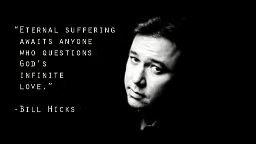 “Eternal suffering
awaits anyone
who questions
God's
infinite
love.”
-Bill Hicks